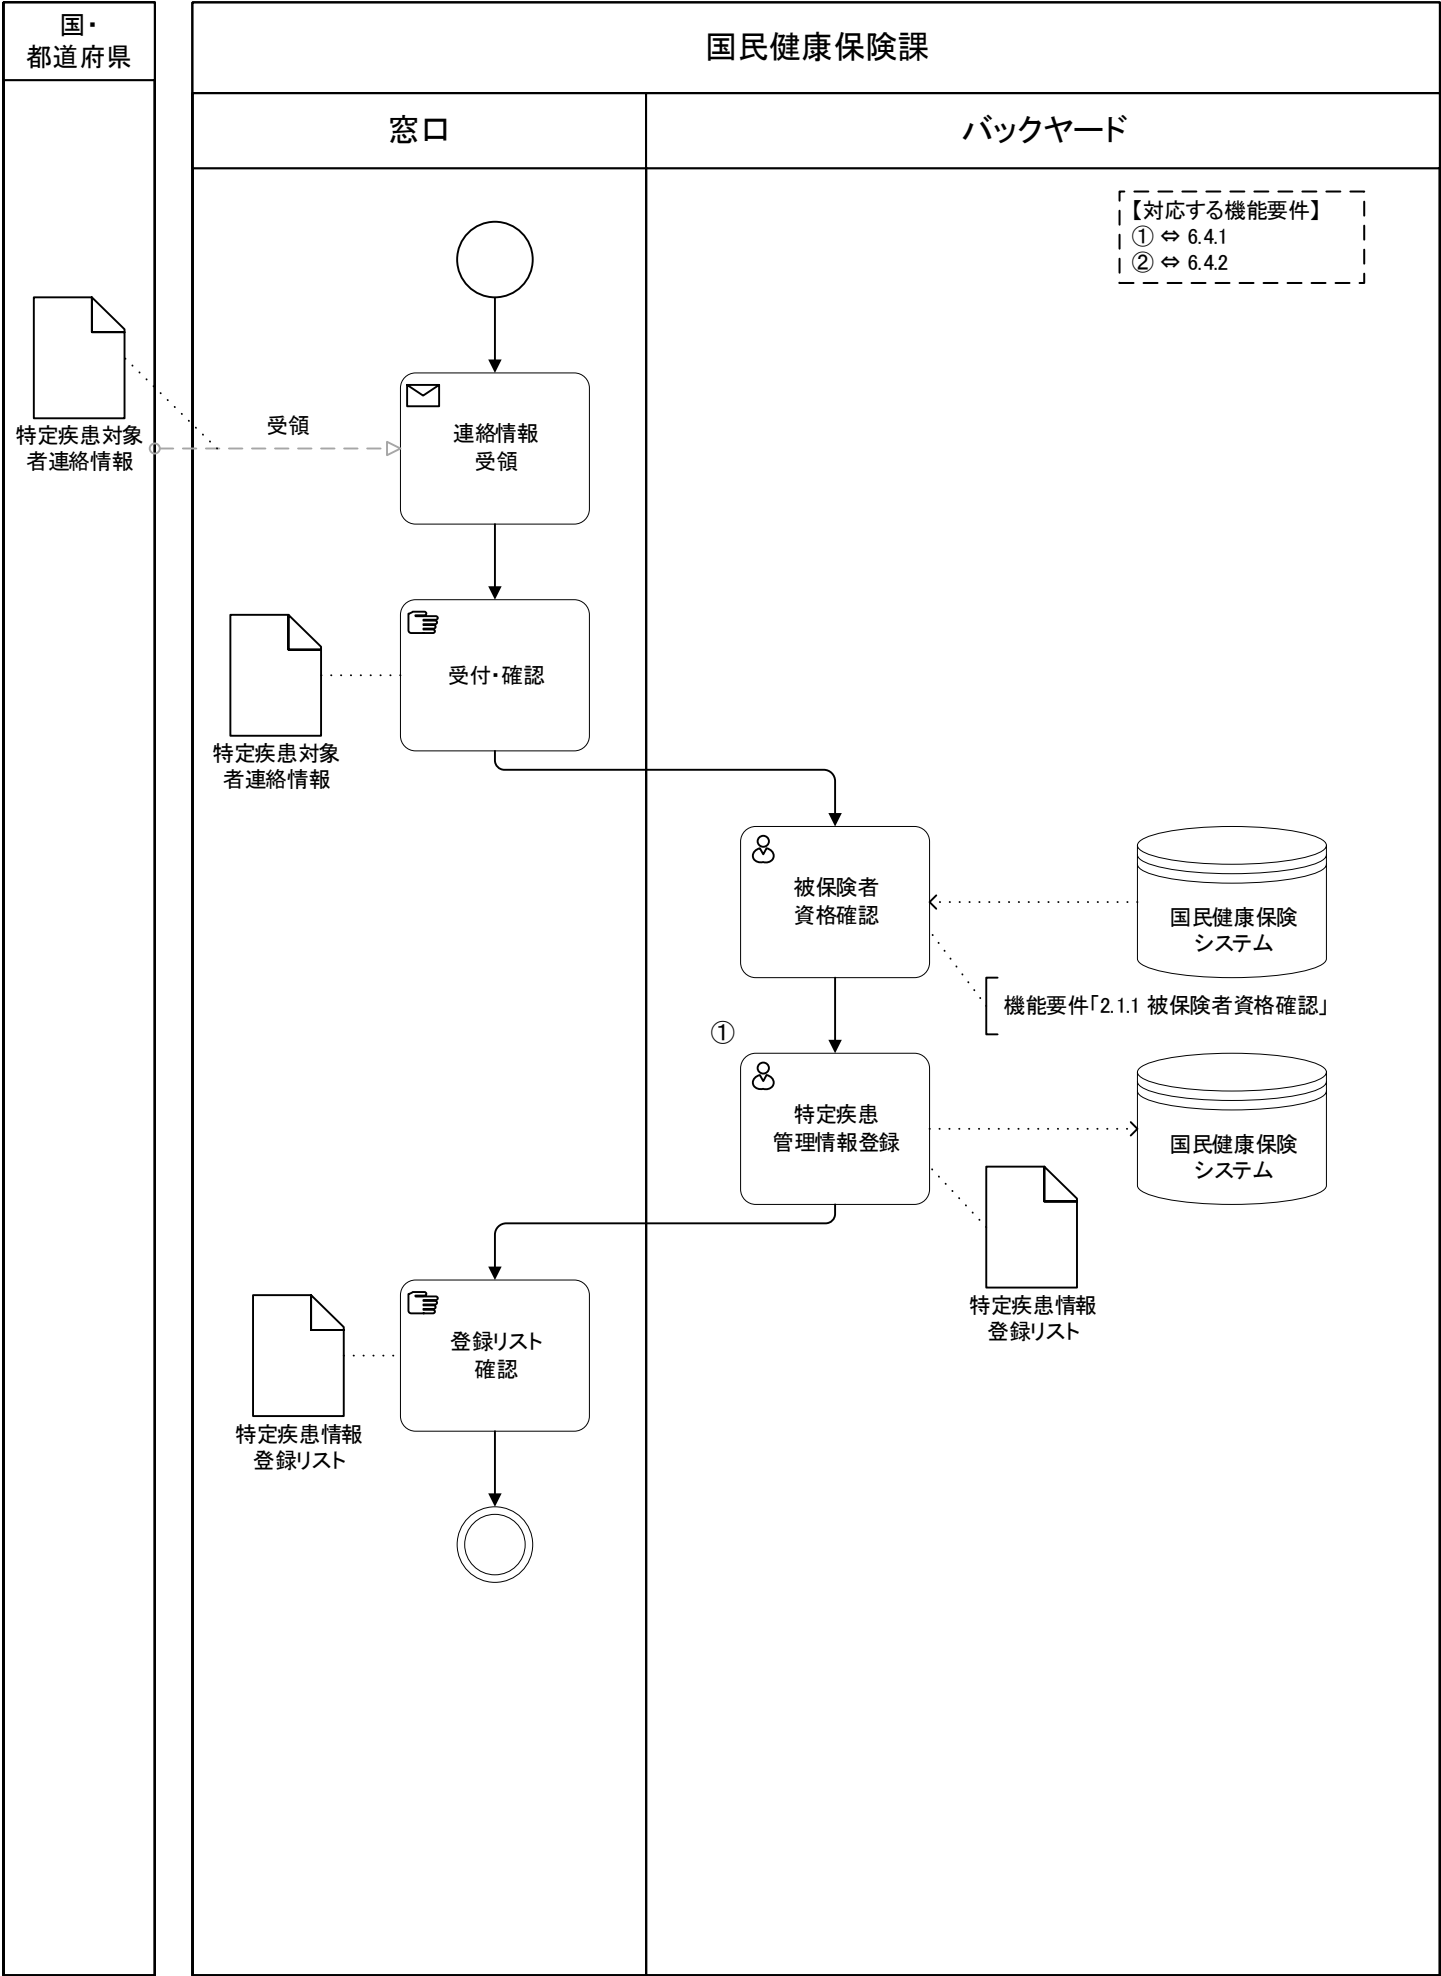 国・
都道府県
国民健康保険課
窓口
バックヤード
【対応する機能要件】
① ⇔ 6.4.1
② ⇔ 6.4.2
特定疾患対象
者連絡情報
受領
連絡情報
受領
受付・確認
特定疾患対象
者連絡情報
被保険者
資格確認
国民健康保険
システム
機能要件「2.1.1 被保険者資格確認」
①
特定疾患
管理情報登録
国民健康保険
システム
特定疾患情報
登録リスト
登録リスト
確認
特定疾患情報
登録リスト